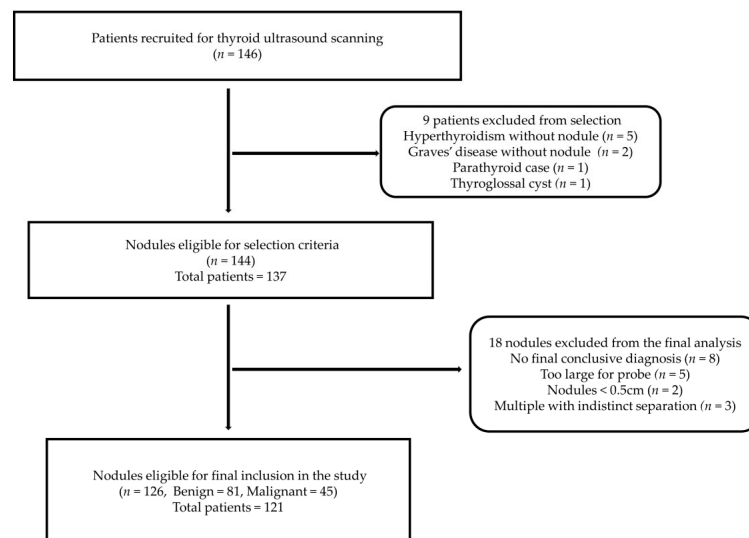 Patients recruited for thyroid ultrasound scanning
(n = 146)
9 patients excluded from selection
Hyperthyroidism without nodule (n = 5)
Graves' disease without nodule (n = 2)
Parathyroid case (n = 1)
Thyroglossal cyst (n = 1)
Nodules eligible for selection criteria
(n = 144)
Total patients = 137
18 nodules excluded from the final analysis
No final conclusive diagnosis (n = 8)
Too large for probe (n = 5)
Nodules < 0.5cm (n = 2)
Multiple with indistinct separation (n = 3)
Nodules eligible for final inclusion in the study
(n = 126, Benign = 81, Malignant = 45)
Total patients = 121